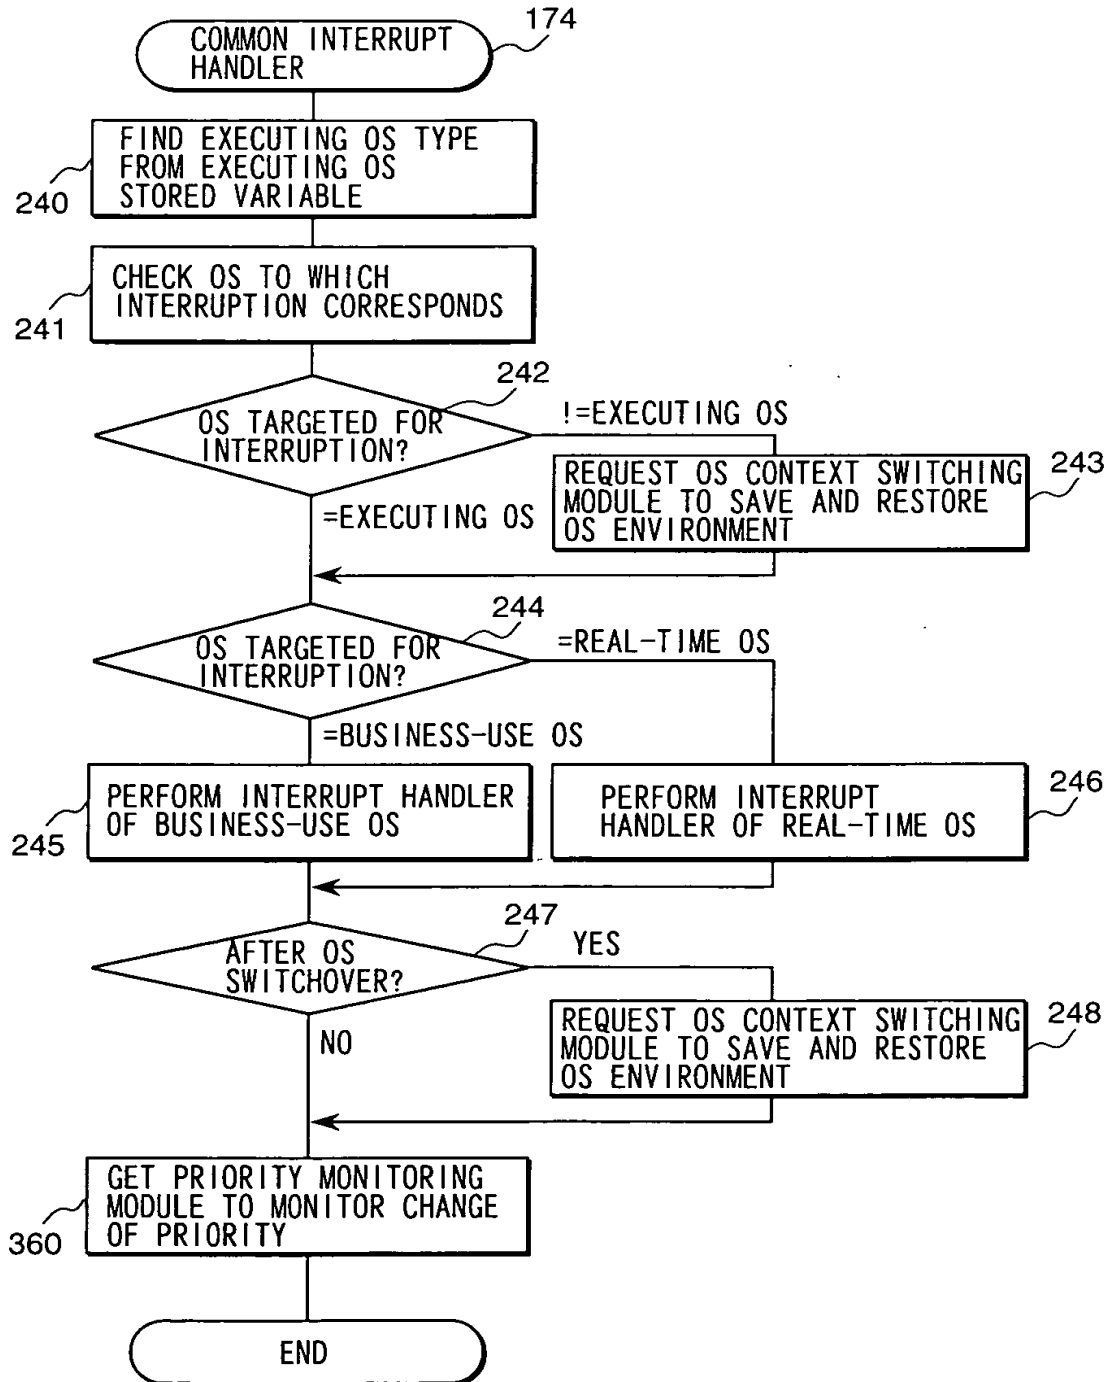 174
COMMON INTERRUPT
HANDLER
FIND EXECUTING OS TYPE
FROM EXECUTING OS
STORED VARIABLE
240
CHECK OS TO WHICH
INTERRUPTION CORRESPONDS
241
242
OS TARGETED FOR
INTERRUPTION?
!=EXECUTING OS
=EXECUTING OS
REQUEST OS CONTEXT SWITCHING
MODULE TO SAVE AND RESTORE
OS ENVIRONMENT
243
244
OS TARGETED FOR
INTERRUPTION?
=REAL-TIME OS
=BUSINESS-USE OS
PERFORM INTERRUPT HANDLER
OF BUSINESS-USE OS
245
PERFORM INTERRUPT
HANDLER OF REAL-TIME OS
246
247
AFTER OS
SWITCHOVER?
YES
NO
REQUEST OS CONTEXT SWITCHING
MODULE TO SAVE AND RESTORE
OS ENVIRONMENT
248
GET PRIORITY MONITORING
MODULE TO MONITOR CHANGE
OF PRIORITY
360
END